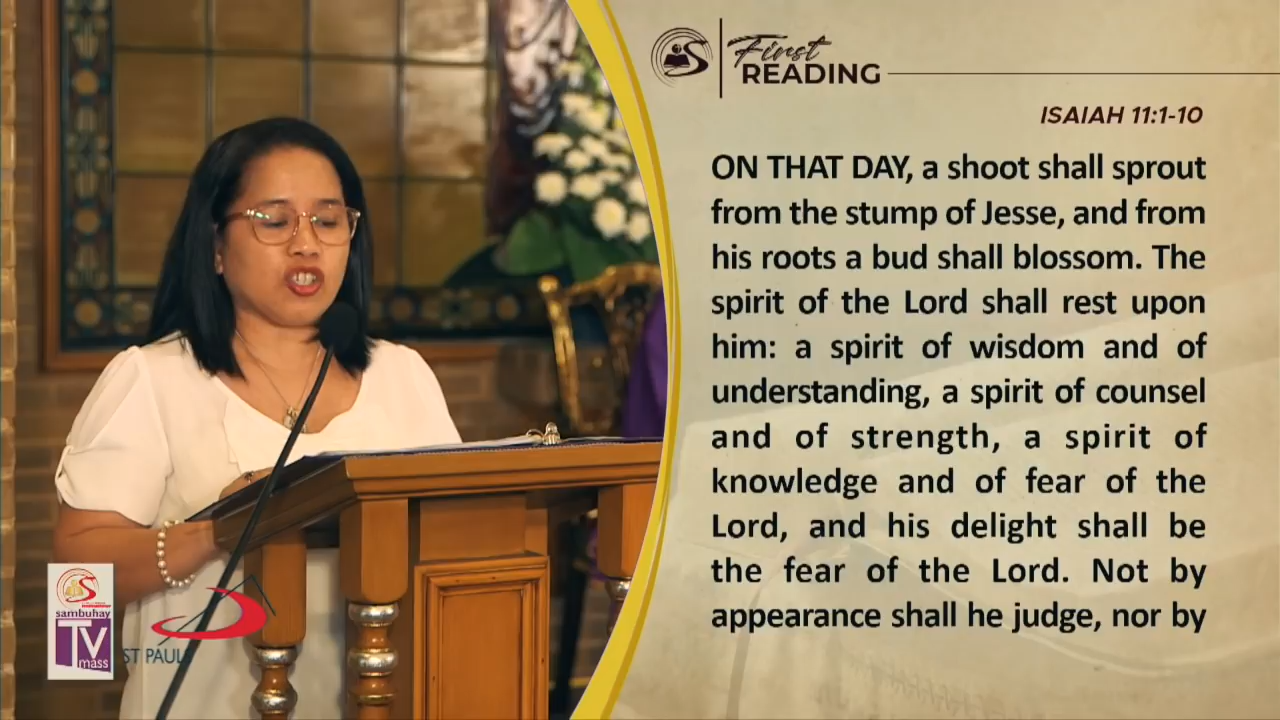 First
READING
ISAIAH 11:1-10
ON THAT DAY, a shoot shall sprout
from the stump of Jesse, and from
his roots a bud shall blossom. The
spirit of the Lord shall rest upon
him: a spirit of wisdom and of
understanding, a spirit of counsel
and of strength, a spirit of
knowledge and of fear of the
Lord, and his delight shall be
the fear of the Lord. Not by
appearance shall he judge, nor by
sambuhay
TV
mass
ST PAULS